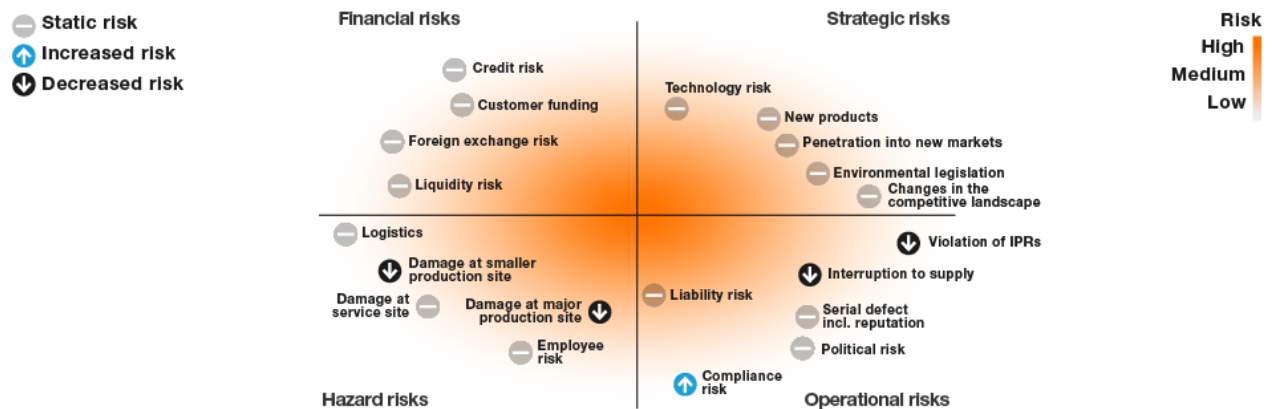 Static risk
Increased risk
Decreased risk
Financial risks
Strategic risks
Risk
High
Medium
Low
Credit risk
Customer funding
Foreign exchange risk
Liquidity risk
Technology risk
New products
Penetration into new markets
Environmental legislation
Changes in the
competitive landscape
Logistics
Damage at smaller
production site
Damage at
service site
Damage at major
production site
Employee
risk
Hazard risks
Violation of IPRs
Interruption to supply
Liability risk
Serial defect
incl. reputation
Political risk
Compliance
risk
Operational risks